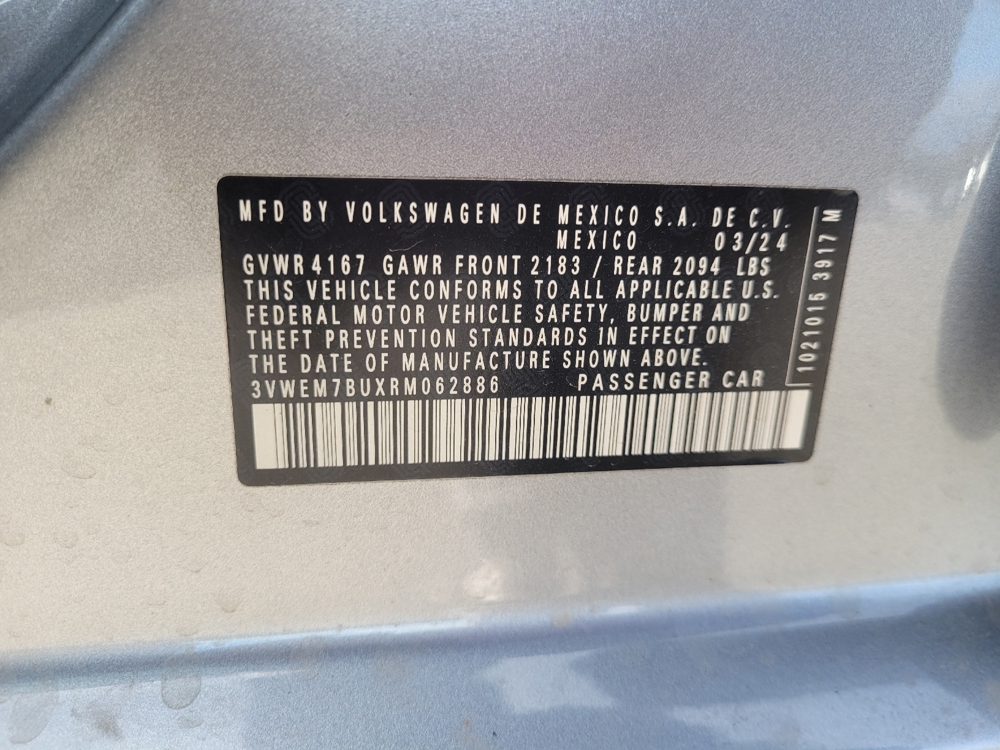 MFD BY VOLKSWAGEN DE MEXICO S.A. DE C.V.
MEXICO 03/24
GVWR 4167 GAWR FRONT 2183 / REAR 2094 LBS
THIS VEHICLE CONFORMS TO ALL APPLICABLE U.S.
FEDERAL MOTOR VEHICLE SAFETY, BUMPER AND
THEFT PREVENTION STANDARDS IN EFFECT ON
THE DATE OF MANUFACTURE SHOWN ABOVE.
3VWEM7BUXRM062886 PASSENGER CAR
1021015 3917 M